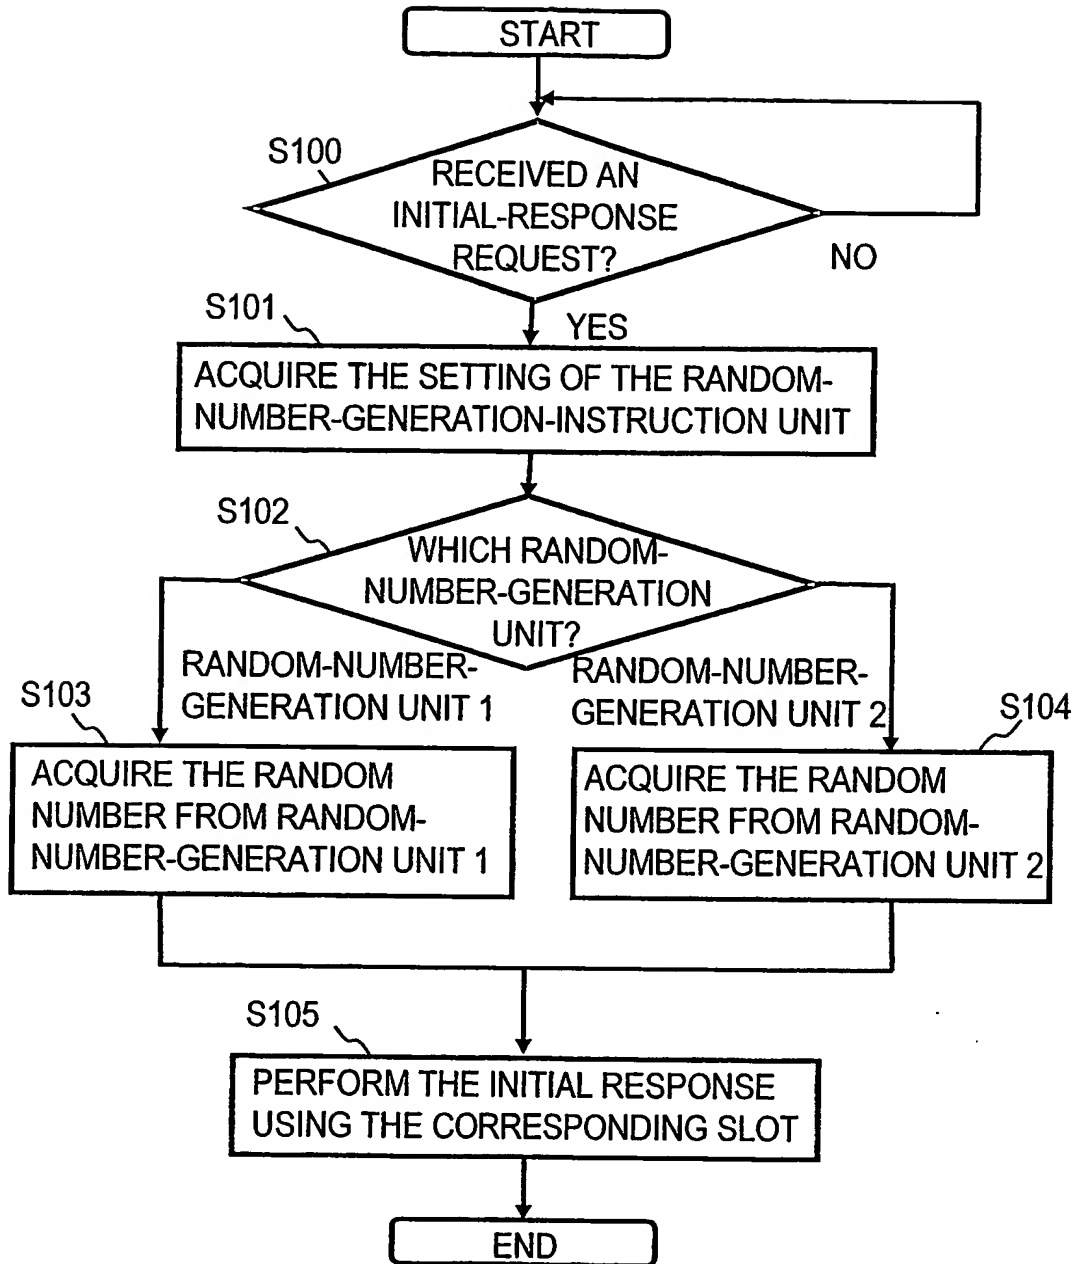 START
S100
RECEIVED AN
INITIAL-RESPONSE
REQUEST?
NO
S101
YES
ACQUIRE THE SETTING OF THE RANDOM-
NUMBER-GENERATION-INSTRUCTION UNIT
S102
WHICH RANDOM-
NUMBER-GENERATION
UNIT?
RANDOM-NUMBER-
GENERATION UNIT 1
RANDOM-NUMBER-
GENERATION UNIT 2
S103
ACQUIRE THE RANDOM
NUMBER FROM RANDOM-
NUMBER-GENERATION UNIT 1
S104
ACQUIRE THE RANDOM
NUMBER FROM RANDOM-
NUMBER-GENERATION UNIT 2
S105
PERFORM THE INITIAL RESPONSE
USING THE CORRESPONDING SLOT
END